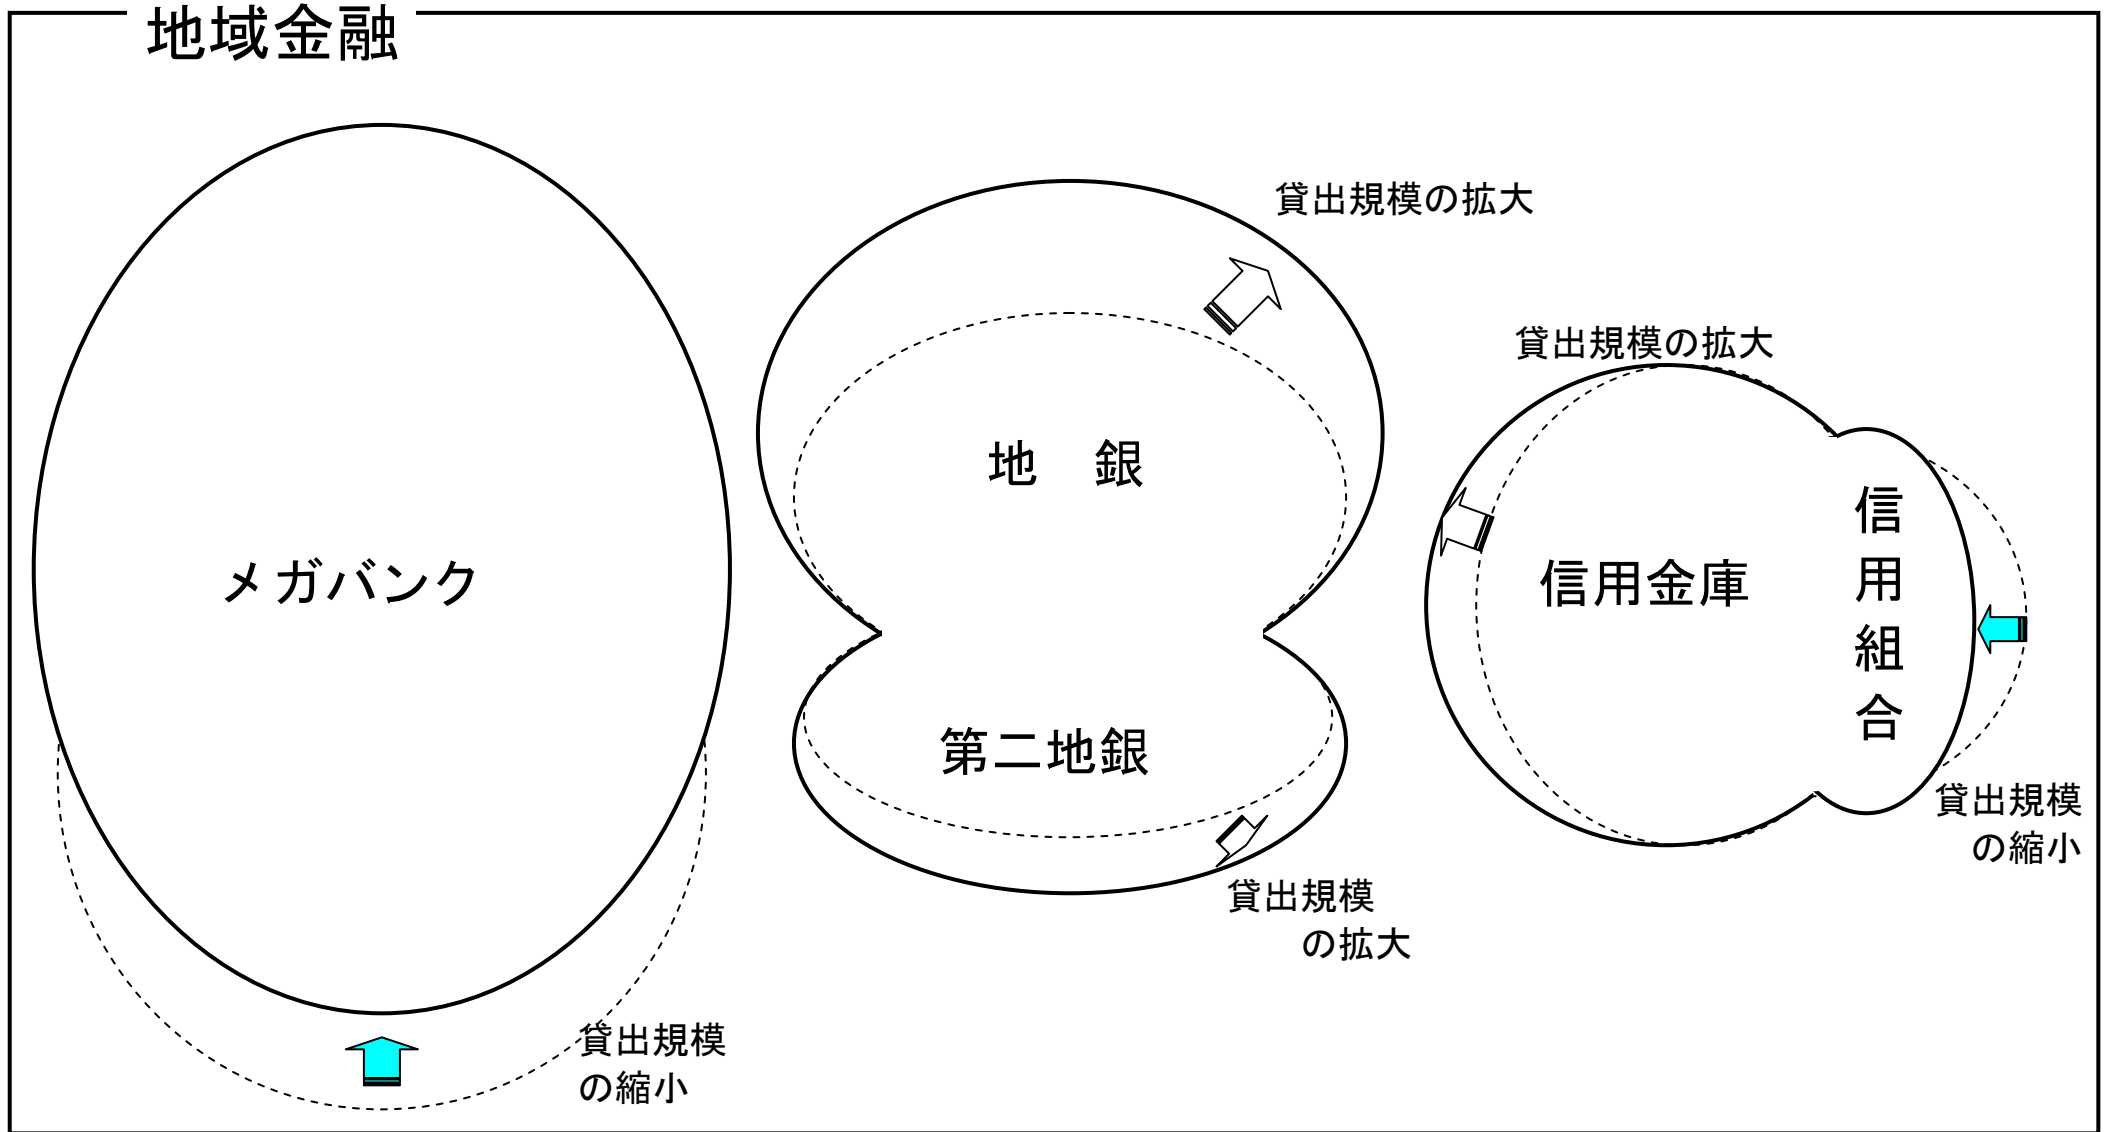 地域金融
メガバンク
貸出規模
の縮小
貸出規模の拡大
地　銀
第二地銀
貸出規模
の拡大
貸出規模の拡大
信用金庫
信用組合
貸出規模
の縮小